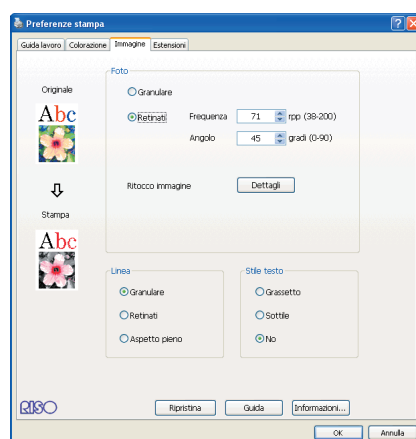 Preferenze stampa
Guida lavoro Colorazione Immagine Estensioni
Originale
Abc
Stampa
Abc
Foto
Granulare
Retinati Frequenza 71 rpp (38-200)
Angolo 45 gradi (0-90)
Ritocco immagine Dettagli
Linea
Granulare
Retinati
Aspetto pieno
Stile testo
Grassetto
Sottile
No
RISO
Ripristina Guida Informazioni...
OK Annulla